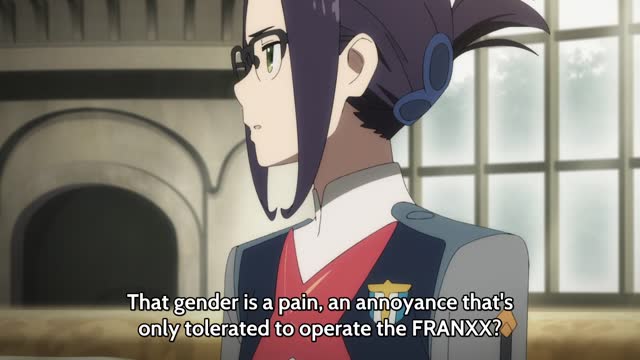 That gender is a pain, an annoyance that's
only tolerated to operate the FRANXX?